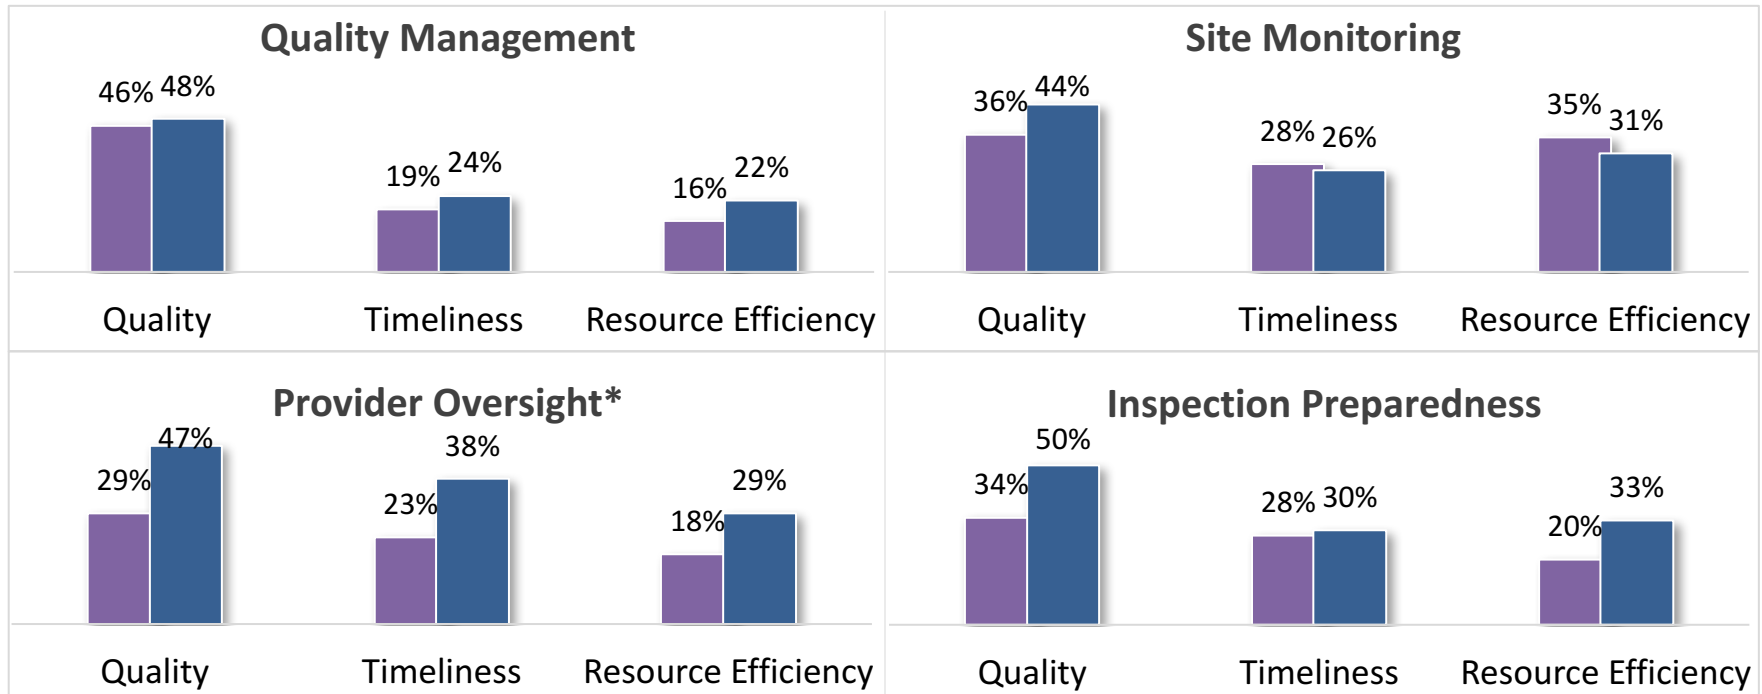 Quality Management
46% 48%
19% 24%
16% 22%
Quality Timeliness Resource Efficiency
Site Monitoring
36% 44%
28% 26%
35% 31%
Quality Timeliness Resource Efficiency
Provider Oversight*
29% 47%
23% 38%
18% 29%
Quality Timeliness Resource Efficiency
Inspection Preparedness
34% 50%
28% 30%
20% 33%
Quality Timeliness Resource Efficiency